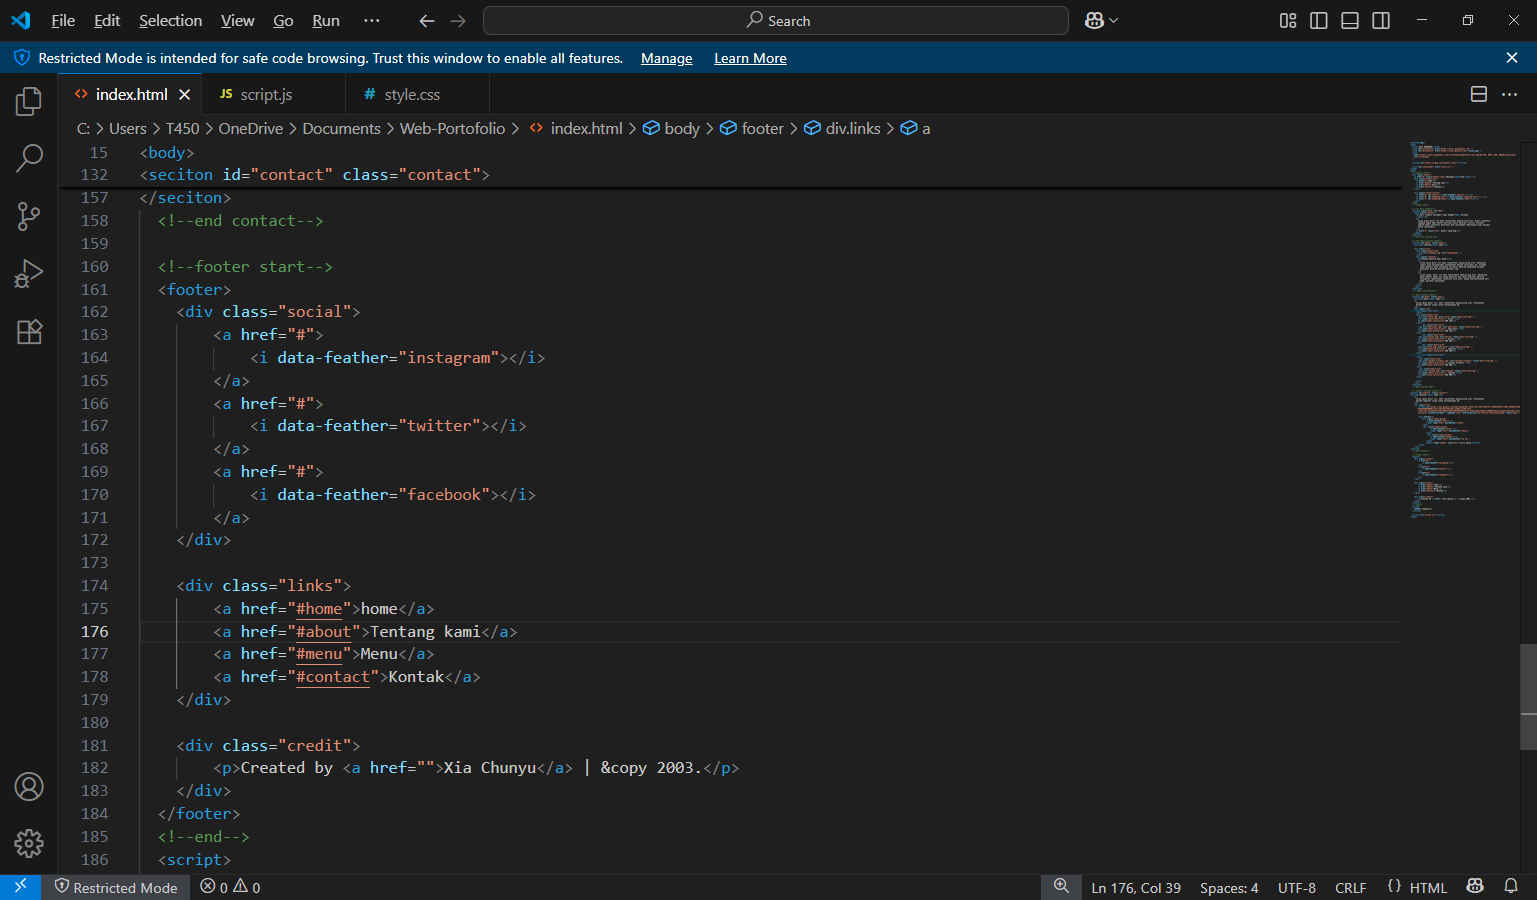 File Edit Selection View Go Run ··· Search
Restricted Mode is intended for safe code browsing. Trust this window to enable all features. Manage Learn More
index.html JS script.js # style.css
C: > Users > T450 > OneDrive > Documents > Web-Portofolio > index.html > body > footer > div.links > a
15 <body>
132 <seciton id="contact" class="contact">
157 </seciton>
158 <!--end contact-->
159
160 <!--footer start-->
161 <footer>
162 <div class="social">
163 <a href="#">
164 <i data-feather="instagram"></i>
165 </a>
166 <a href="#">
167 <i data-feather="twitter"></i>
168 </a>
169 <a href="#">
170 <i data-feather="facebook"></i>
171 </a>
172 </div>
173
174 <div class="links">
175 <a href="#home">home</a>
176 <a href="#about">Tentang kami</a>
177 <a href="#menu">Menu</a>
178 <a href="#contact">Kontak</a>
179 </div>
180
181 <div class="credit">
182 <p>Created by <a href="">Xia Chunyu</a> | &copy 2003.</p>
183 </div>
184 </footer>
185 <!--end-->
186 <script>
Restricted Mode 0 0 Ln 176, Col 39 Spaces: 4 UTF-8 CRLF {} HTML